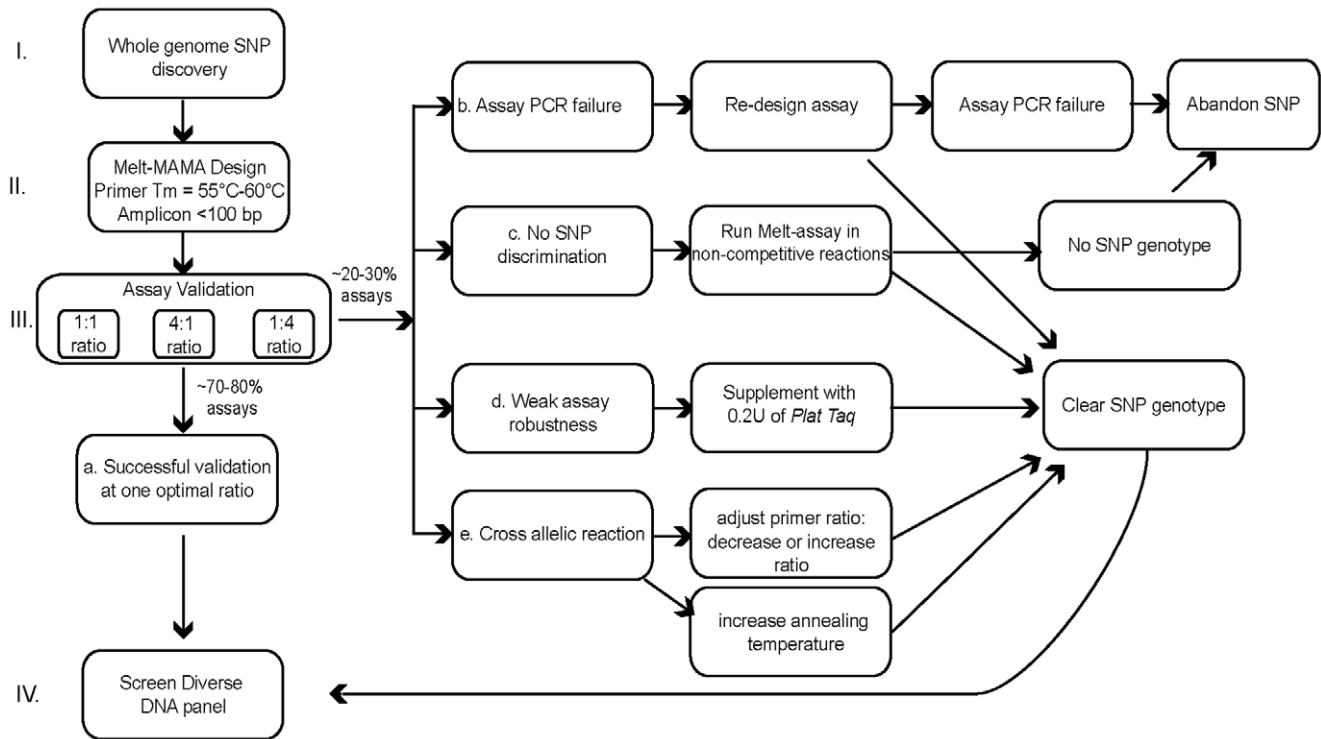 I.
Whole genome SNP
discovery
II.
Melt-MAMA Design
Primer Tm = 55°C-60°C
Amplicon <100 bp
III.
Assay Validation
1:1
ratio
4:1
ratio
1:4
ratio
~20-30%
assays
~70-80%
assays
a. Successful validation
at one optimal ratio
IV.
Screen Diverse
DNA panel
b. Assay PCR failure
Re-design assay
Assay PCR failure
Abandon SNP
c. No SNP
discrimination
Run Melt-assay in
non-competitive reactions
No SNP genotype
d. Weak assay
robustness
Supplement with
0.2U of Plat Taq
Clear SNP genotype
e. Cross allelic reaction
adjust primer ratio:
decrease or increase
ratio
increase annealing
temperature